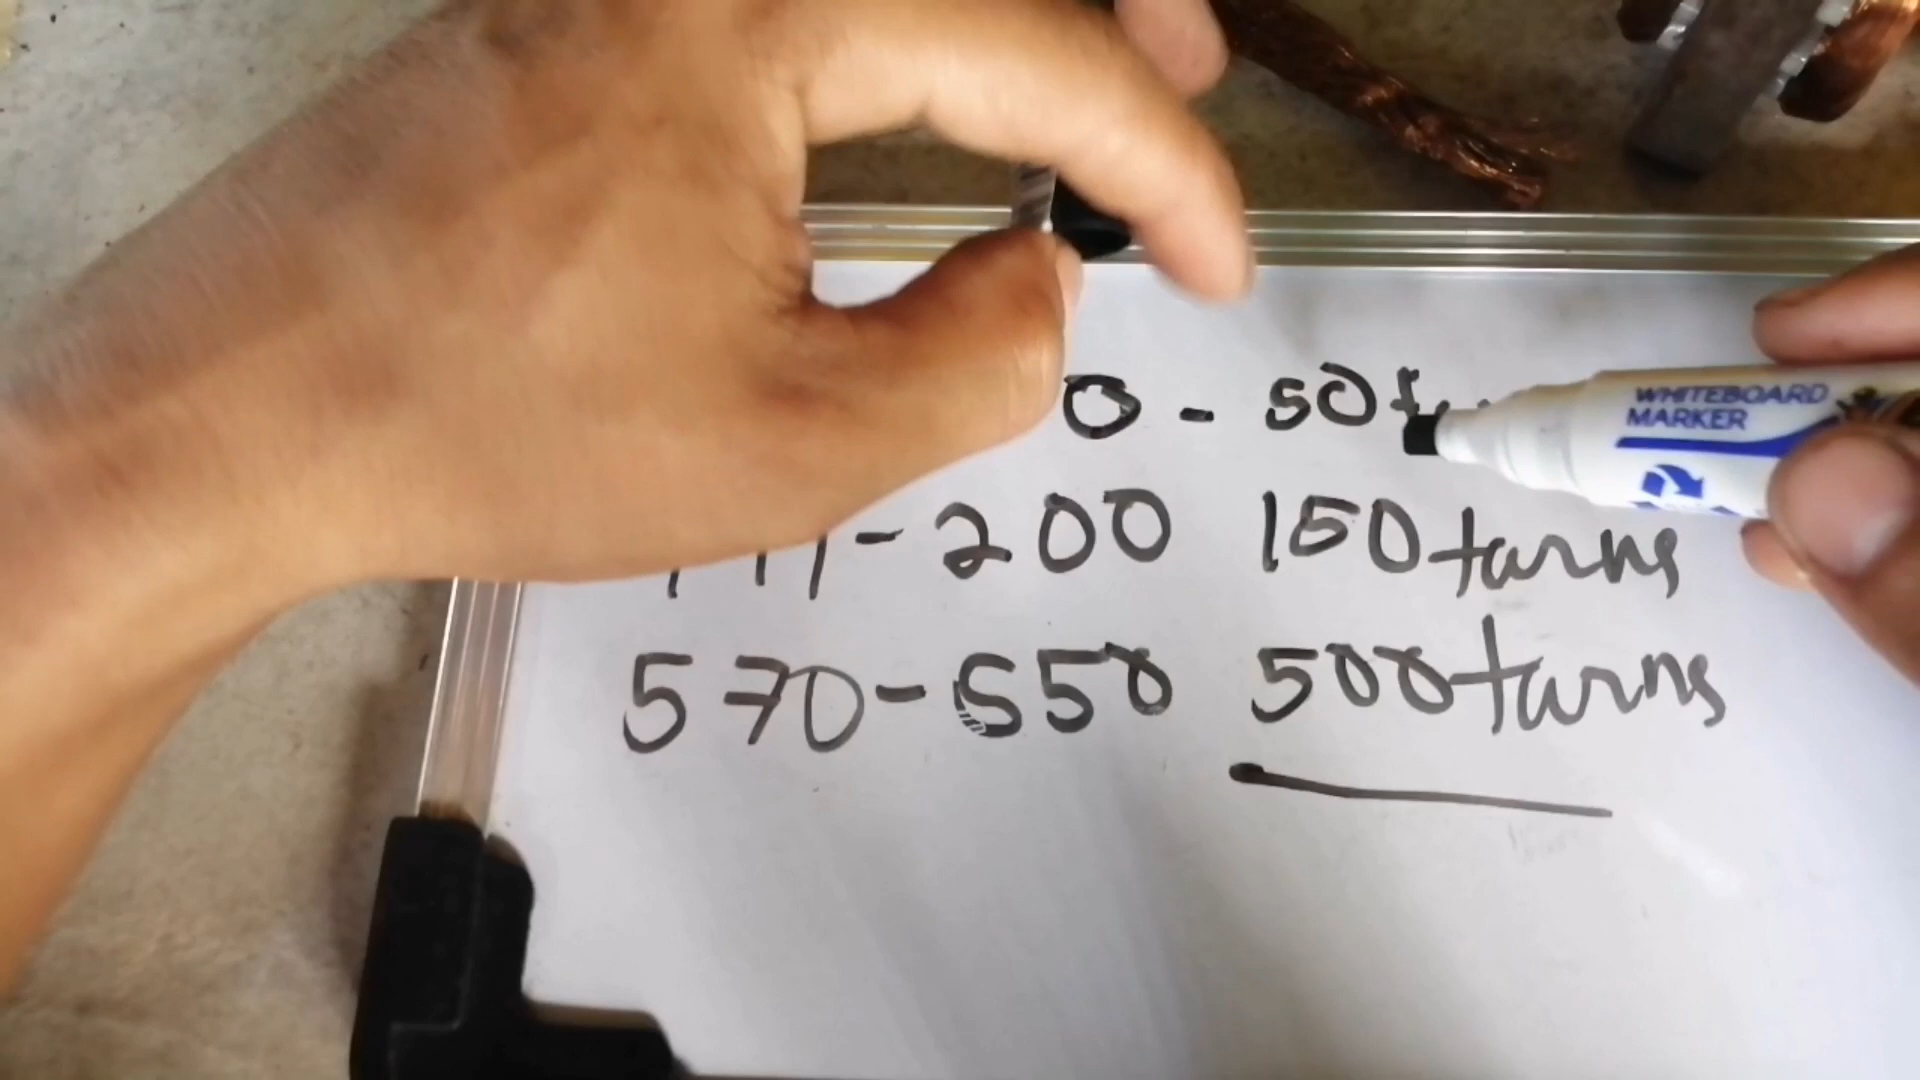 0 - 50
WHITEBOARD
MARKER
- 200 150 turns
570 - 550 500 turns